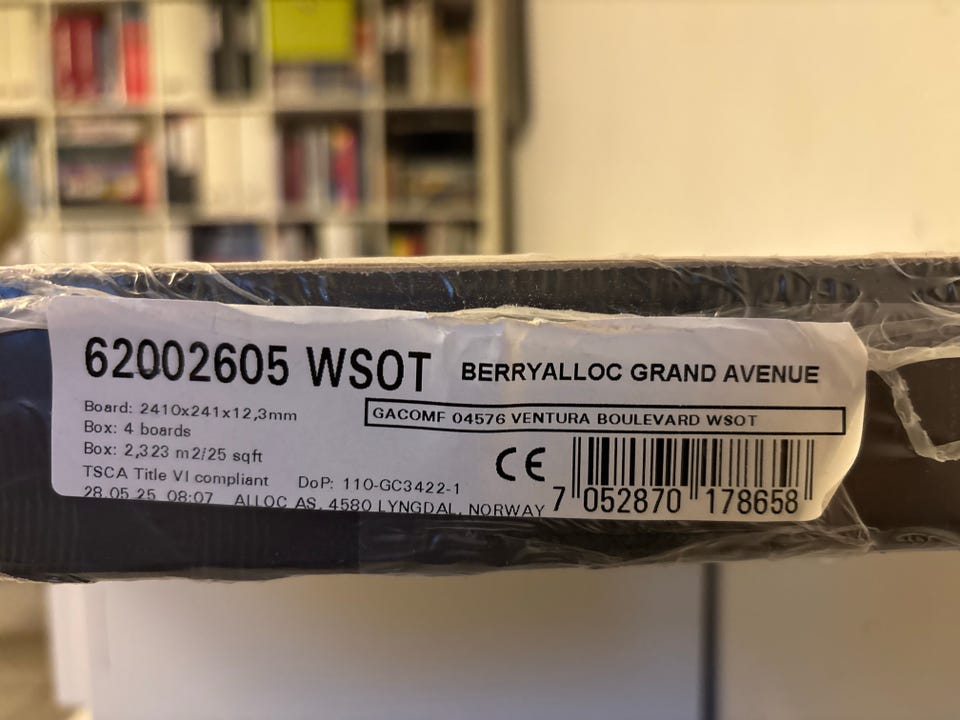 62002605 WSOT BERRYALLOC GRAND AVENUE
Board: 2410x241x12,3mm
GACOMF 04576 VENTURA BOULEVARD WSOT
Box: 4 boards
Box: 2,323 m2/25 sqft
CE
TSCA Title VI compliant DoP: 110-GC3422-1
28.05.25 08:07 ALLOC AS, 4580 LYNGDAL, NORWAY
7 052870 178658